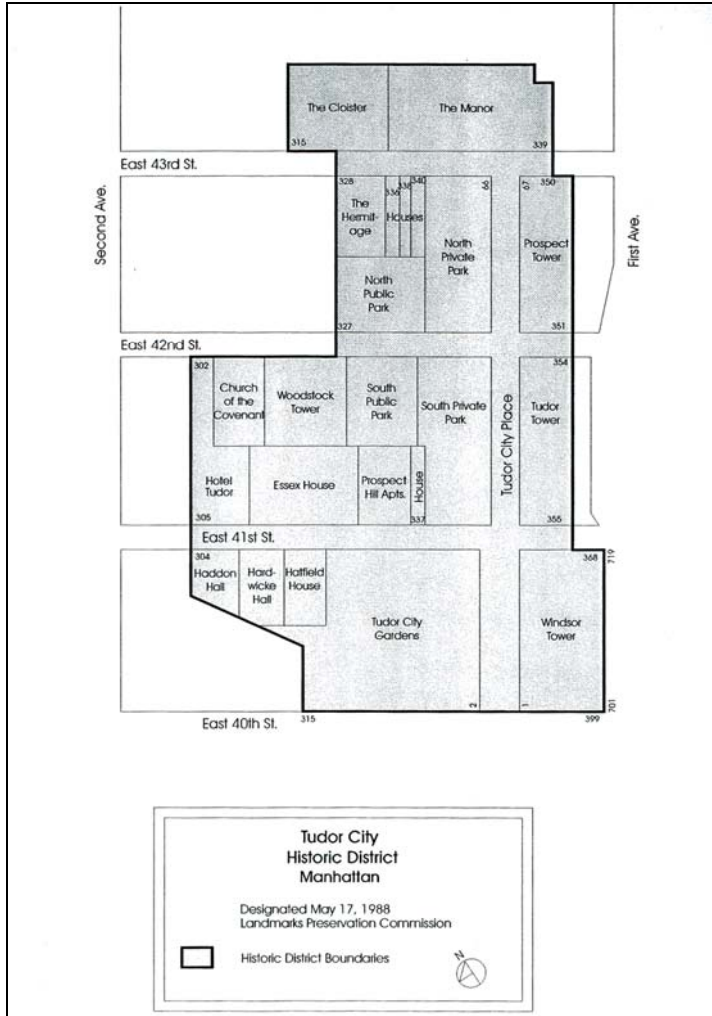 The Cloister
The Manor
315
339
East 43rd St.
Second Ave.
First Ave.
328
336
338
340
66
67
350
The
Hermit-
age
Houses
North
Private
Park
Prospect
Tower
North
Public
Park
327
351
East 42nd St.
302
354
Church
of the
Covenant
Woodstock
Tower
South
Public
Park
South Private
Park
Tudor City Place
Tudor
Tower
Hotel
Tudor
Essex House
Prospect
Hill Apts.
House
305
337
355
East 41st St.
304
368
719
Haddon
Hall
Hard-
wicke
Hall
Hatfield
House
Tudor City
Gardens
Windsor
Tower
2
1
701
East 40th St.
315
399
Tudor City
Historic District
Manhattan
Designated May 17, 1988
Landmarks Preservation Commission
Historic District Boundaries
N